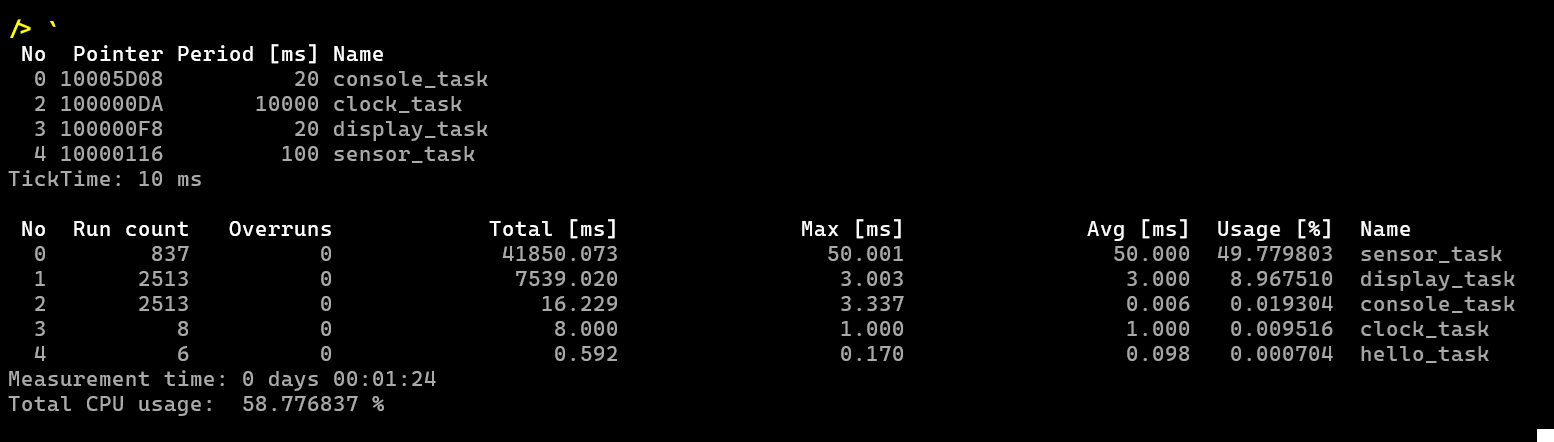 /> `
No Pointer Period [ms] Name
0 10005D08 20 console_task
2 100000DA 10000 clock_task
3 100000F8 20 display_task
4 10000116 100 sensor_task
TickTime: 10 ms
No Run count Overruns Total [ms] Max [ms] Avg [ms] Usage [%] Name
0 837 0 41850.073 50.001 50.000 49.779803 sensor_task
1 2513 0 7539.020 3.003 3.000 8.967510 display_task
2 2513 0 16.229 3.337 0.006 0.019304 console_task
3 8 0 8.000 1.000 1.000 0.009516 clock_task
4 6 0 0.592 0.170 0.098 0.000704 hello_task
Measurement time: 0 days 00:01:24
Total CPU usage: 58.776837 %